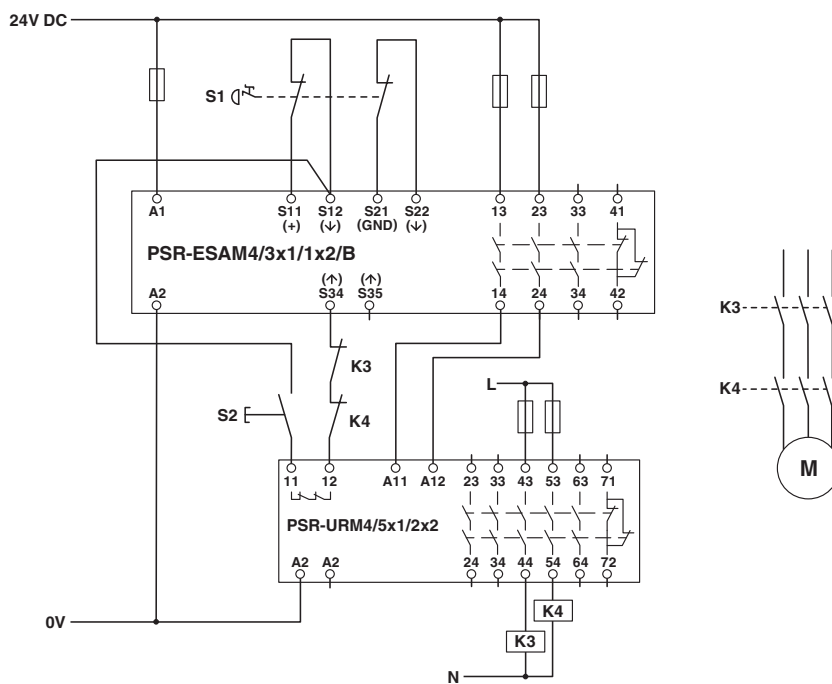 24V DC
S1
A1 S11 S12 S21 S22 13 23 33 41
(+) (↓) (GND) (↓)
PSR-ESAM4/3x1/1x2/B
(↑) (↑)
A2 S34 S35 14 24 34 42
K3
K3
L
K4
S2 K4
M
11 12 A11 A12 23 33 43 53 63 71
PSR-URM4/5x1/2x2
A2 A2 24 34 44 54 64 72
K4
0V
K3
N